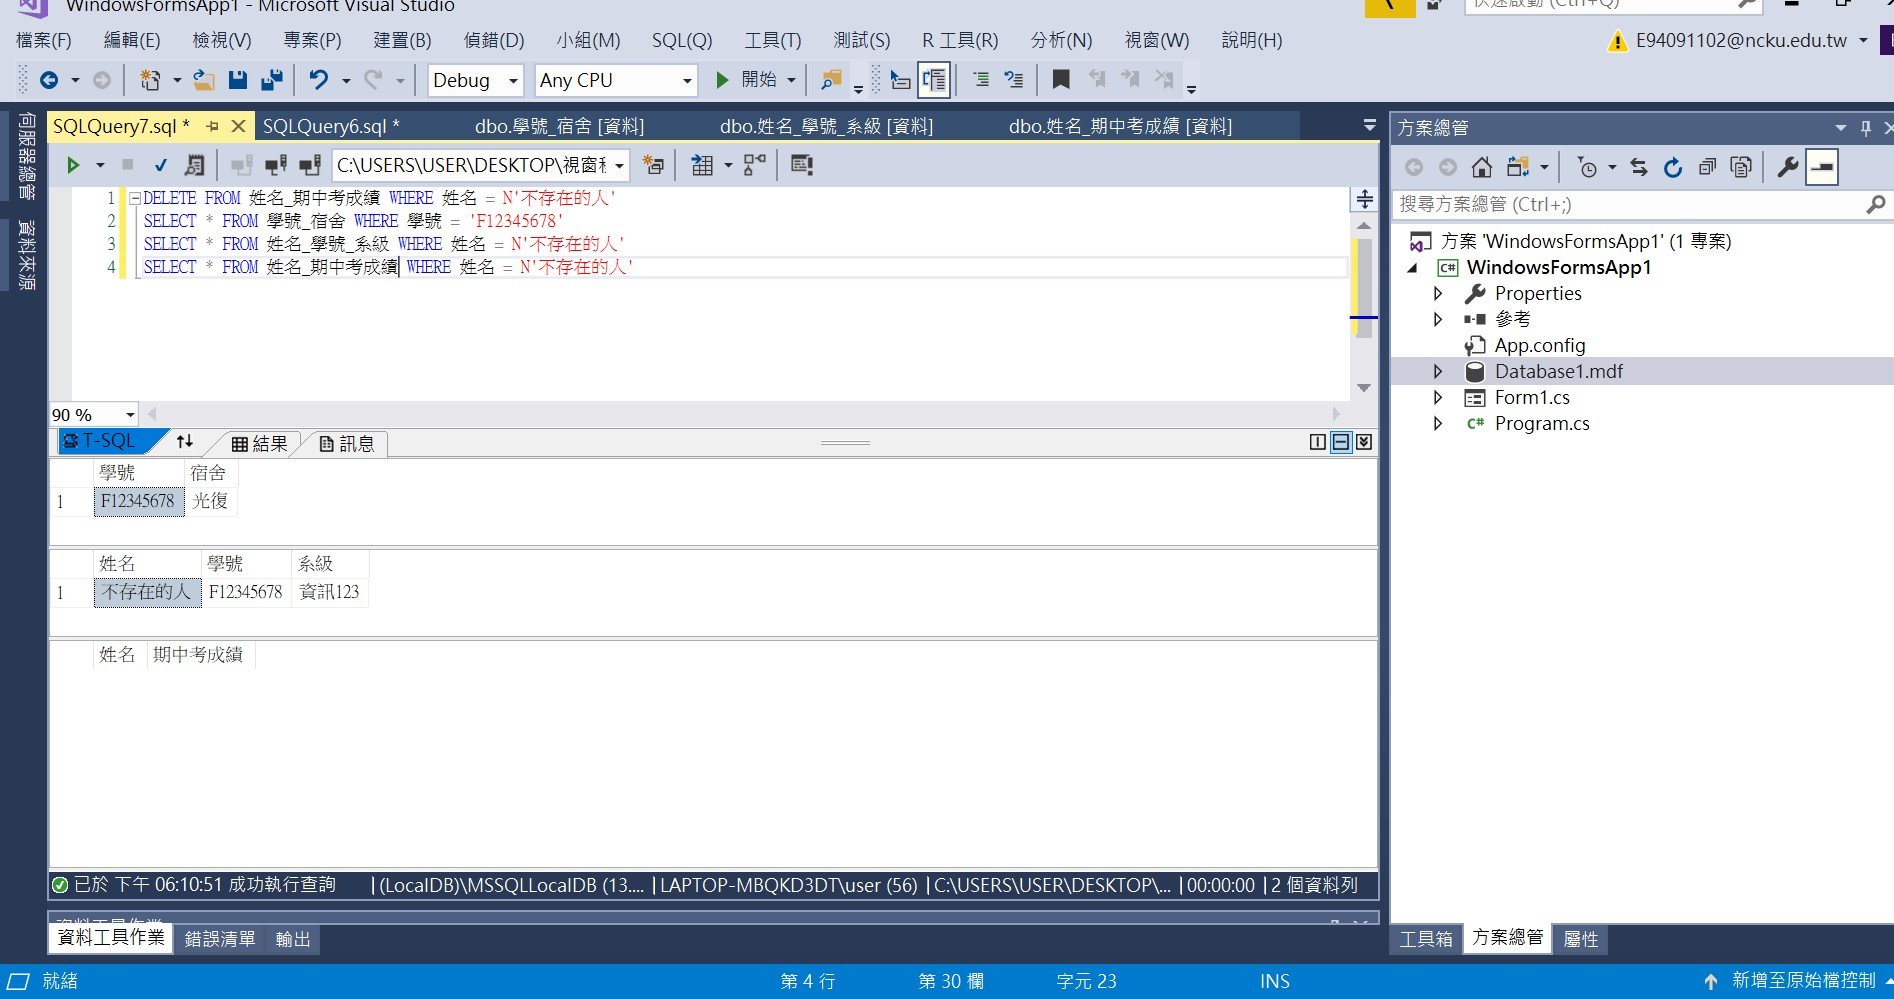 WindowsFormsApp1 - Microsoft Visual Studio
快速啟動 (Ctrl+Q)
檔案(F) 編輯(E) 檢視(V) 專案(P) 建置(B) 偵錯(D) 小組(M) SQL(Q) 工具(T) 測試(S) R 工具(R) 分析(N) 視窗(W) 說明(H)
E94091102@ncku.edu.tw
Debug Any CPU 開始
伺服器總管
資料來源
SQLQuery7.sql * SQLQuery6.sql * dbo.學號_宿舍 [資料] dbo.姓名_學號_系級 [資料] dbo.姓名_期中考成績 [資料]
C:\USERS\USER\DESKTOP\視窗程
1 DELETE FROM 姓名_期中考成績 WHERE 姓名 = N'不存在的人'
2 SELECT * FROM 學號_宿舍 WHERE 學號 = 'F12345678'
3 SELECT * FROM 姓名_學號_系級 WHERE 姓名 = N'不存在的人'
4 SELECT * FROM 姓名_期中考成績 WHERE 姓名 = N'不存在的人'
90 %
T-SQL 結果 訊息
學號 宿舍
1 F12345678 光復
姓名 學號 系級
1 不存在的人 F12345678 資訊123
姓名 期中考成績
已於 下午 06:10:51 成功執行查詢 | (LocalDB)\MSSQLLocalDB (13.... | LAPTOP-MBQKD3DT\user (56) | C:\USERS\USER\DESKTOP\... | 00:00:00 | 2 個資料列
資料工具作業
資料工具作業 錯誤清單 輸出
方案總管
搜尋方案總管 (Ctrl+;)
方案 'WindowsFormsApp1' (1 專案)
C# WindowsFormsApp1
Properties
參考
App.config
Database1.mdf
Form1.cs
C# Program.cs
工具箱 方案總管 屬性
就緒 第 4 行 第 30 欄 字元 23 INS 新增至原始檔控制